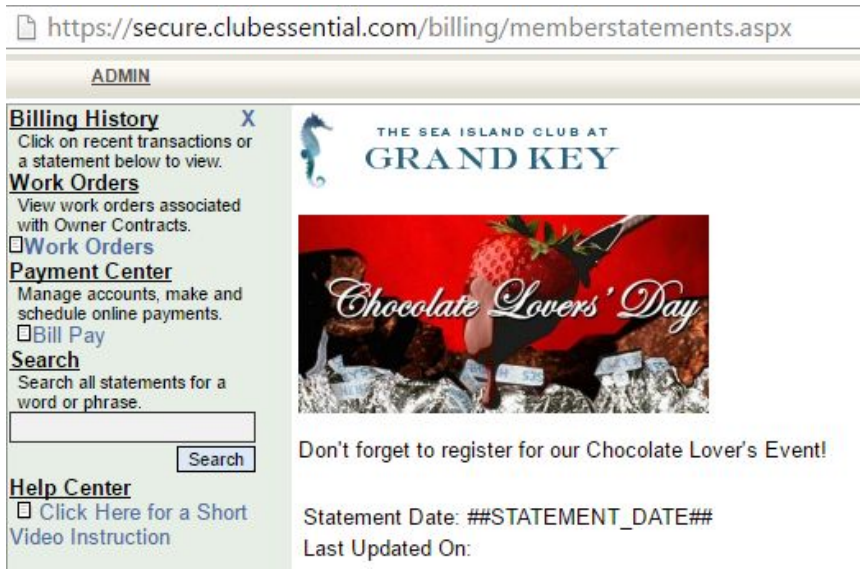 https://secure.clubessential.com/billing/memberstatements.aspx
ADMIN
Billing History X
Click on recent transactions or
a statement below to view.
Work Orders
View work orders associated
with Owner Contracts.
Work Orders
Payment Center
Manage accounts, make and
schedule online payments.
Bill Pay
Search
Search all statements for a
word or phrase.
Search
Help Center
Click Here for a Short
Video Instruction
THE SEA ISLAND CLUB AT
GRAND KEY
Chocolate Lovers' Day
Don't forget to register for our Chocolate Lover's Event!
Statement Date: ##STATEMENT_DATE##
Last Updated On: